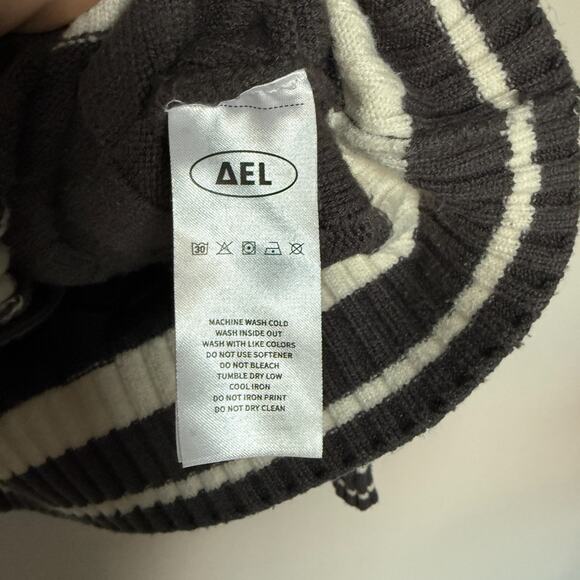 ΔEL
30
MACHINE WASH COLD
WASH INSIDE OUT
WASH WITH LIKE COLORS
DO NOT USE SOFTENER
DO NOT BLEACH
TUMBLE DRY LOW
COOL IRON
DO NOT IRON PRINT
DO NOT DRY CLEAN